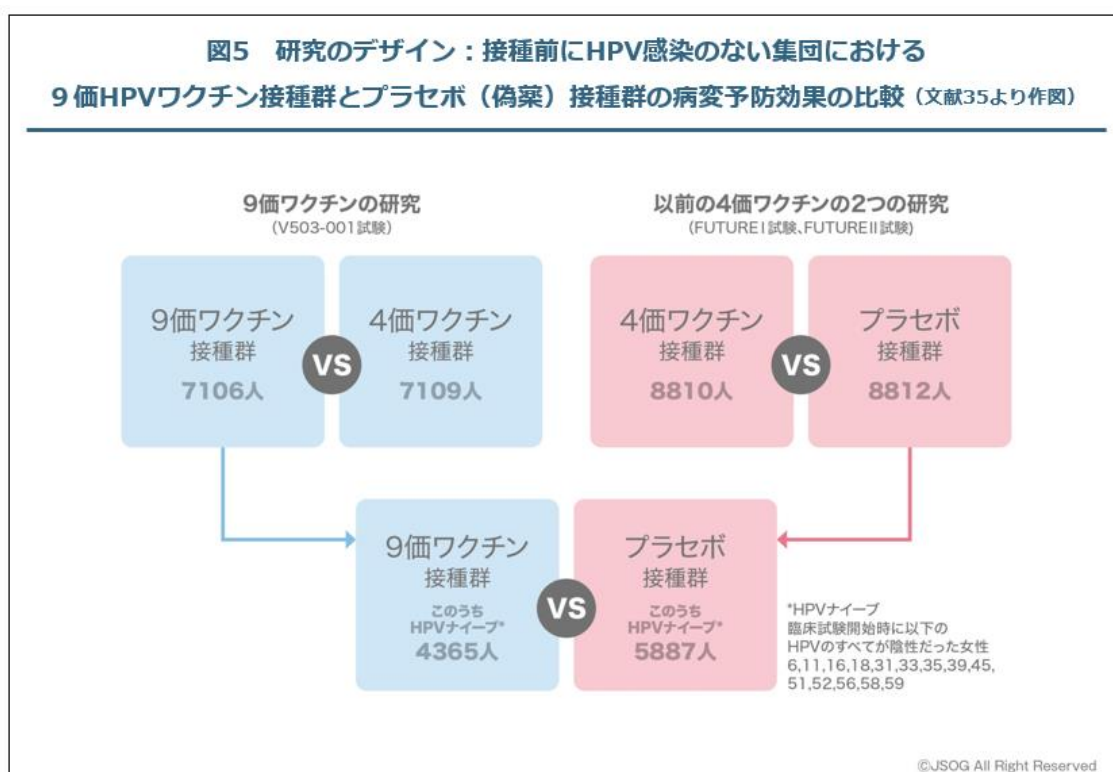 図5 研究のデザイン：接種前にHPV感染のない集団における
９価HPVワクチン接種群とプラセボ（偽薬）接種群の病変予防効果の比較（文献35より作図）
9価ワクチンの研究
（V503-001試験）
以前の4価ワクチンの2つの研究
（FUTUREⅠ試験、FUTUREⅡ試験)
9価ワクチン
接種群
7106人
VS
4価ワクチン
接種群
7109人
4価ワクチン
接種群
8810人
VS
プラセボ
接種群
8812人
9価ワクチン
接種群
このうち
HPVナイーブ*
4365人
VS
プラセボ
接種群
このうち
HPVナイーブ*
5887人
*HPVナイーブ
臨床試験開始時に以下の
HPVのすべてが陰性だった女性
6,11,16,18,31,33,35,39,45,
51,52,56,58,59
©JSOG All Right Reserved